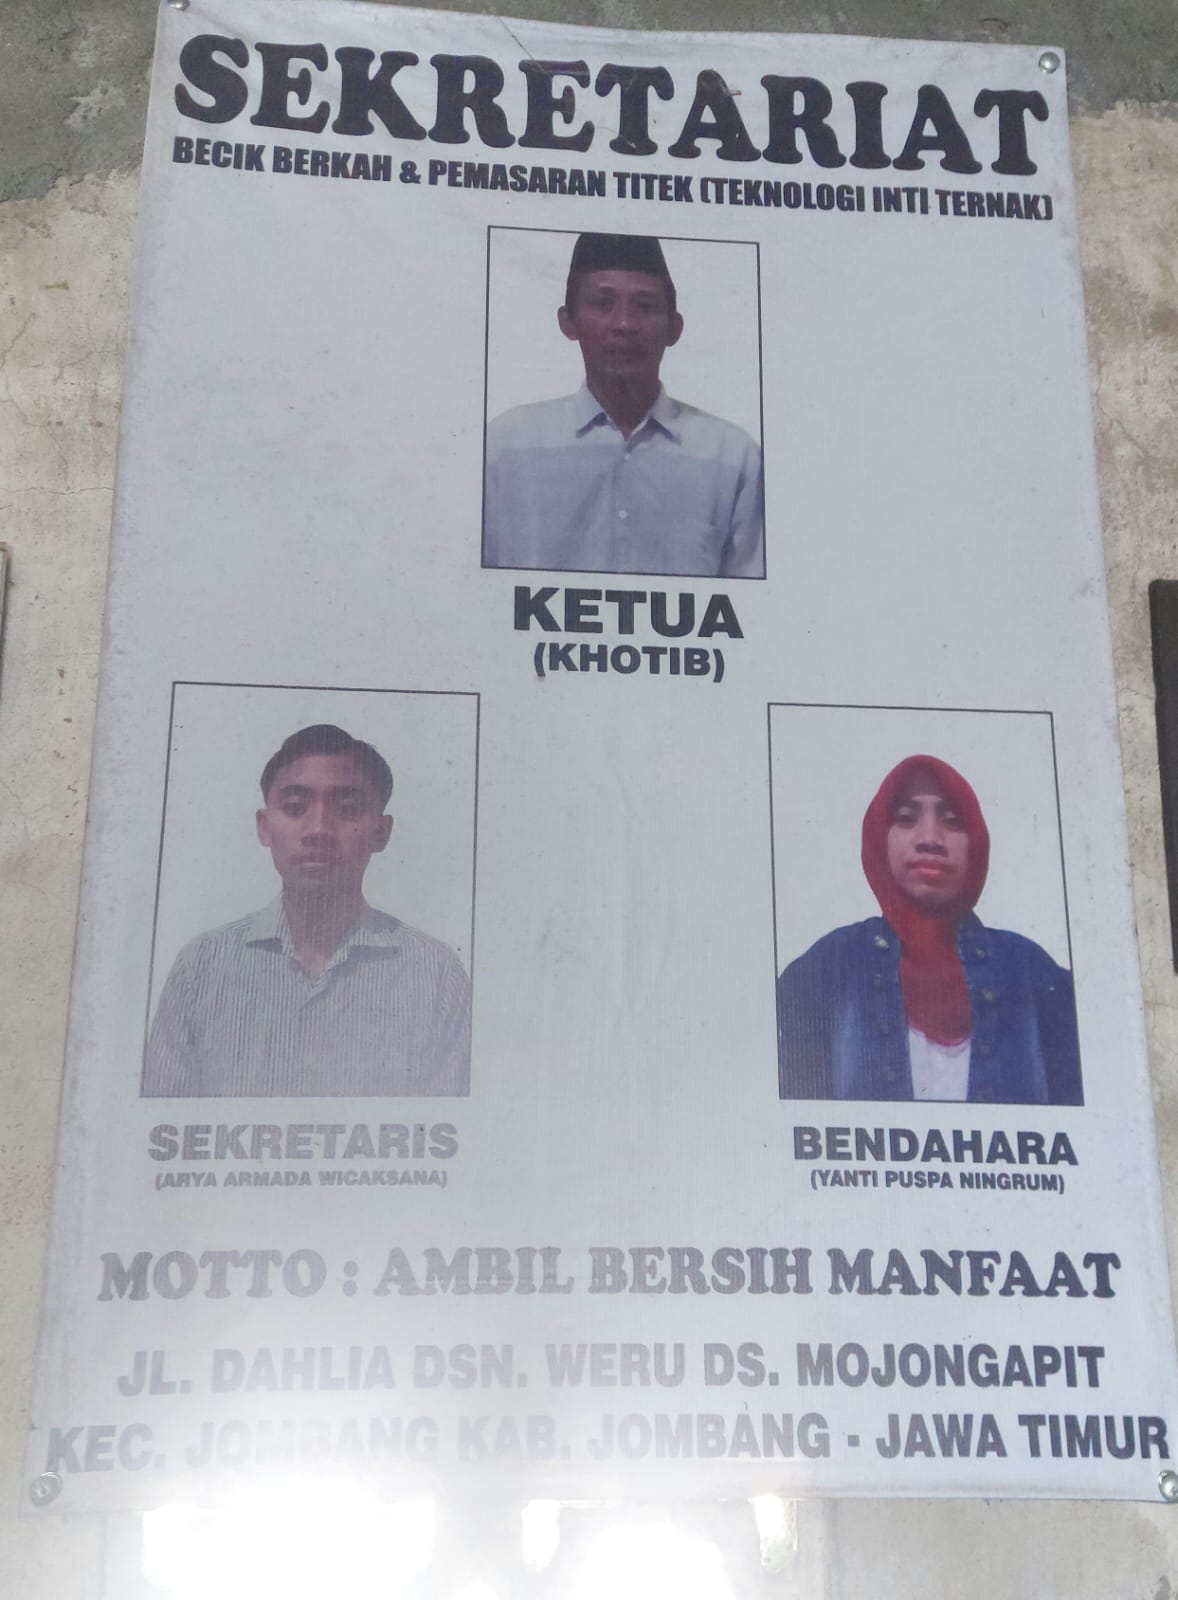 SEKRETARIAT
BECIK BERKAH & PEMASARAN TITEK (TEKNOLOGI INTI TERNAK)
KETUA
(KHOTIB)
SEKRETARIS
(ARYA ARMADA WICAKSANA)
BENDAHARA
(YANTI PUSPA NINGRUM)
MOTTO : AMBIL BERSIH MANFAAT
JL. DAHLIA DSN. WERU DS. MOJONGAPIT
KEC. JOMBANG KAB. JOMBANG - JAWA TIMUR